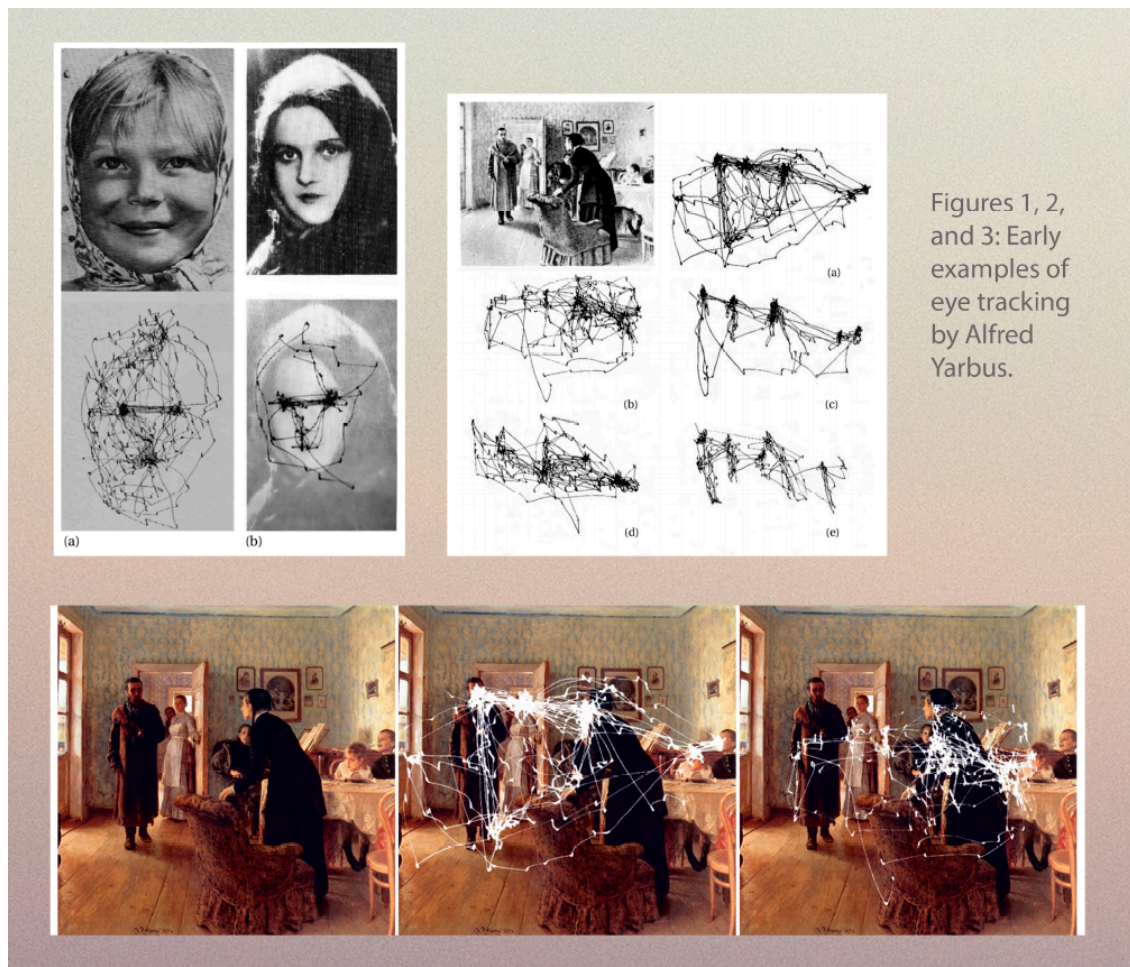 (a)
(b)
(a)
(b)
(c)
(d)
(e)
Figures 1, 2,
and 3: Early
examples of
eye tracking
by Alfred
Yarbus.